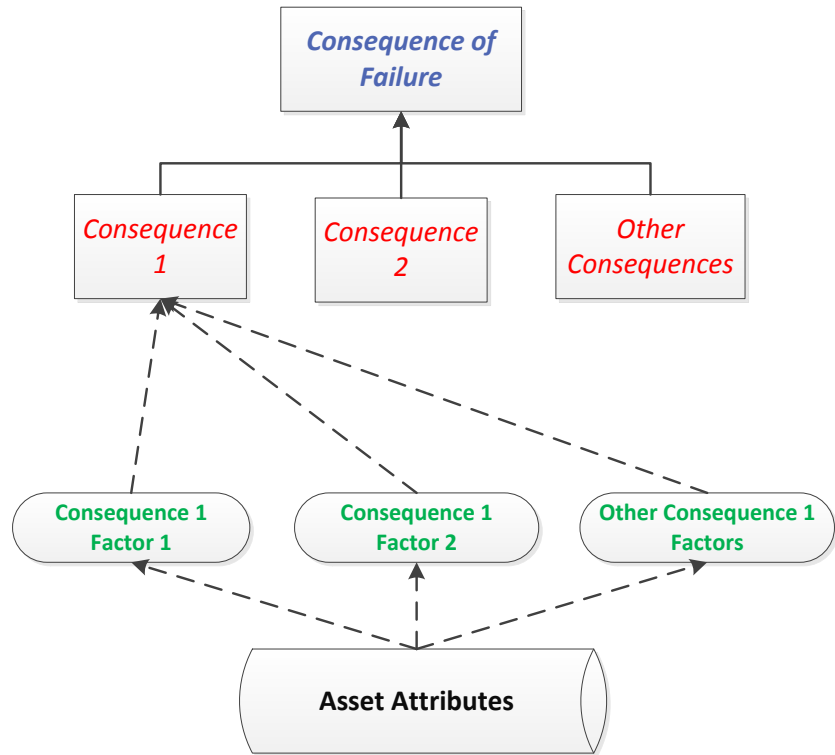 Consequence of
Failure
Consequence
1
Consequence
2
Other
Consequences
Consequence 1
Factor 1
Consequence 1
Factor 2
Other Consequence 1
Factors
Asset Attributes